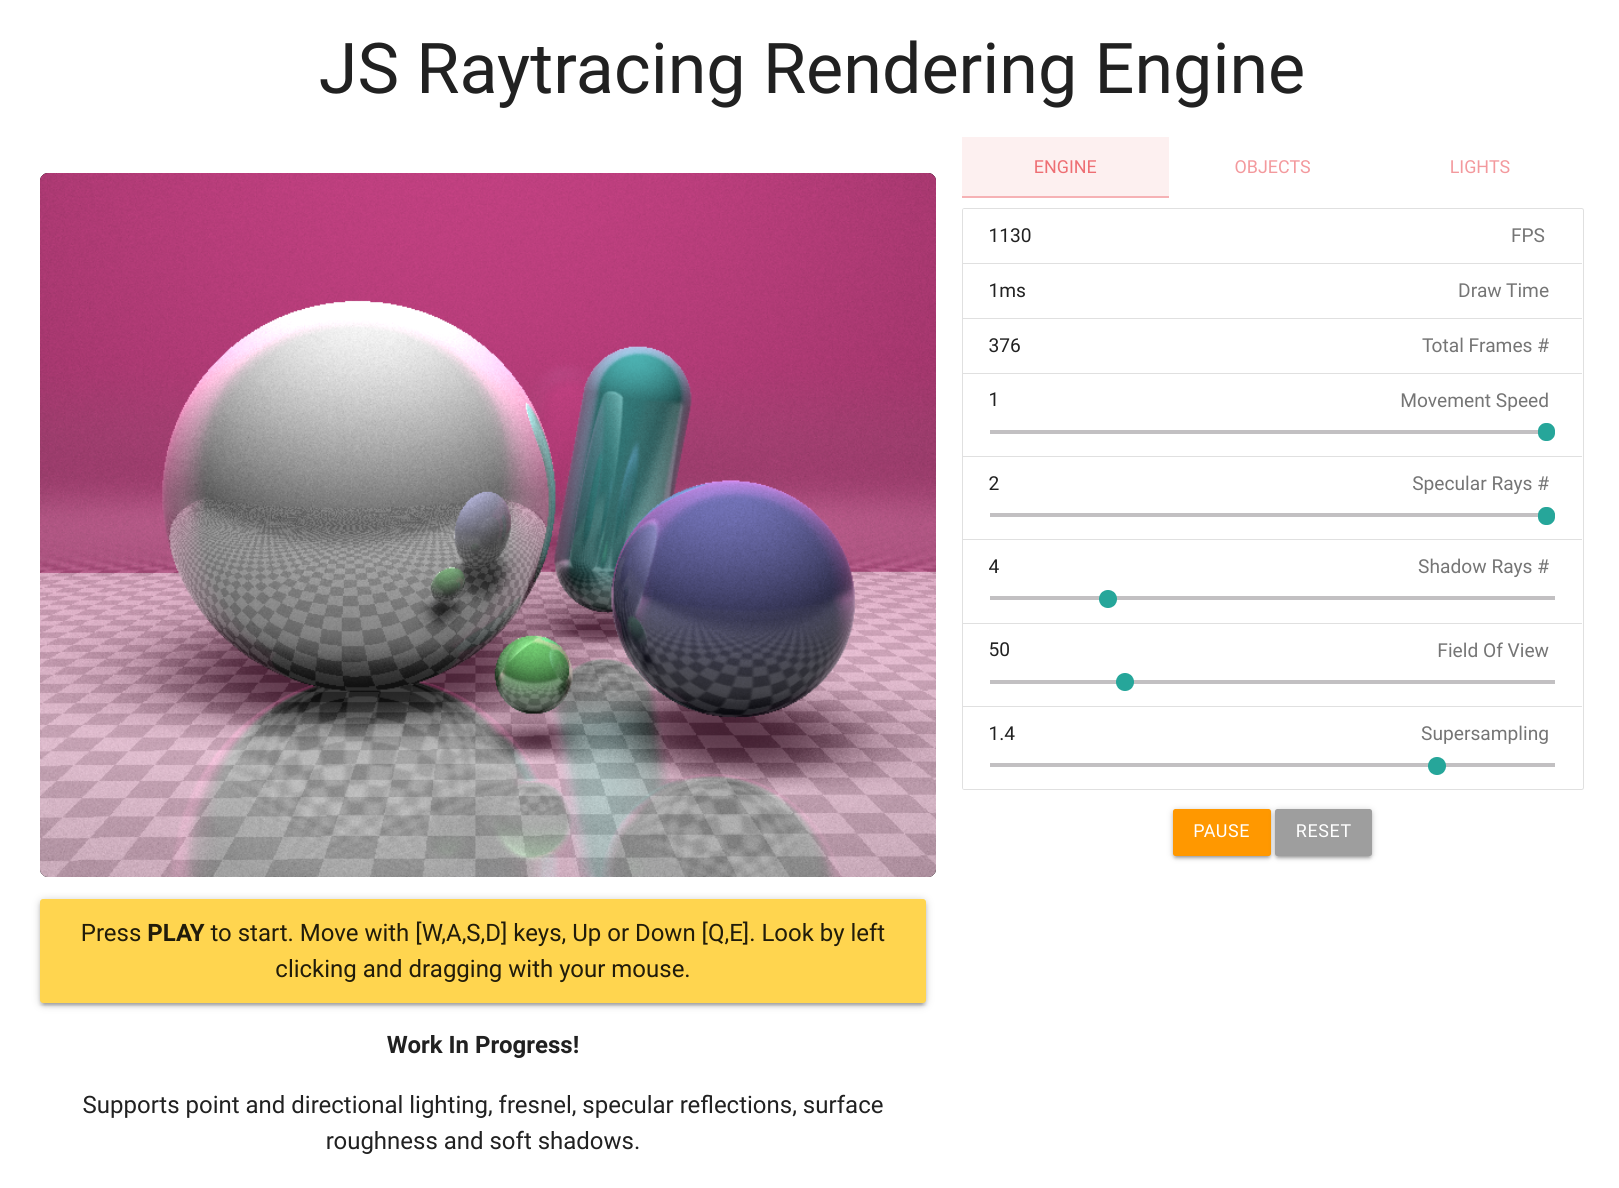 JS Raytracing Rendering Engine
ENGINE OBJECTS LIGHTS
1130 FPS
1ms Draw Time
376 Total Frames #
1 Movement Speed
2 Specular Rays #
4 Shadow Rays #
50 Field Of View
1.4 Supersampling
PAUSE RESET
Press PLAY to start. Move with [W,A,S,D] keys, Up or Down [Q,E]. Look by left
clicking and dragging with your mouse.
Work In Progress!
Supports point and directional lighting, fresnel, specular reflections, surface
roughness and soft shadows.